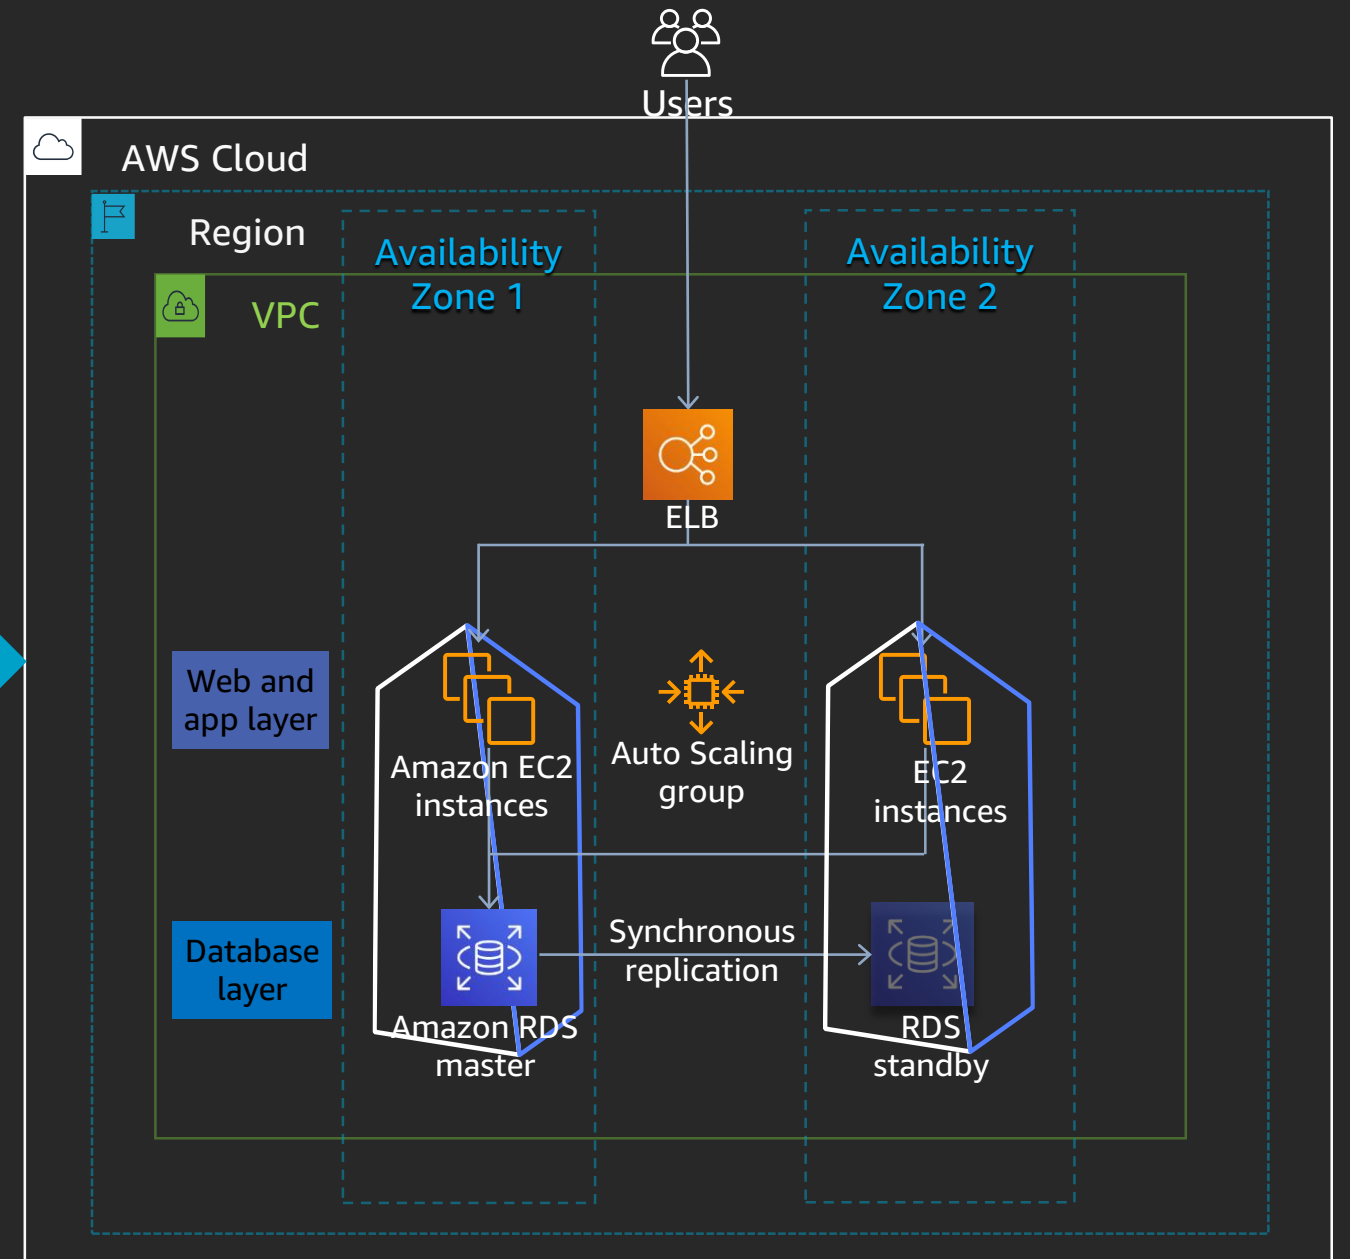 Users
AWS Cloud
Region
Availability
Zone 1
Availability
Zone 2
VPC
ELB
Web and
app layer
Amazon EC2
instances
Auto Scaling
group
EC2
instances
Database
layer
Synchronous
replication
Amazon RDS
master
RDS
standby